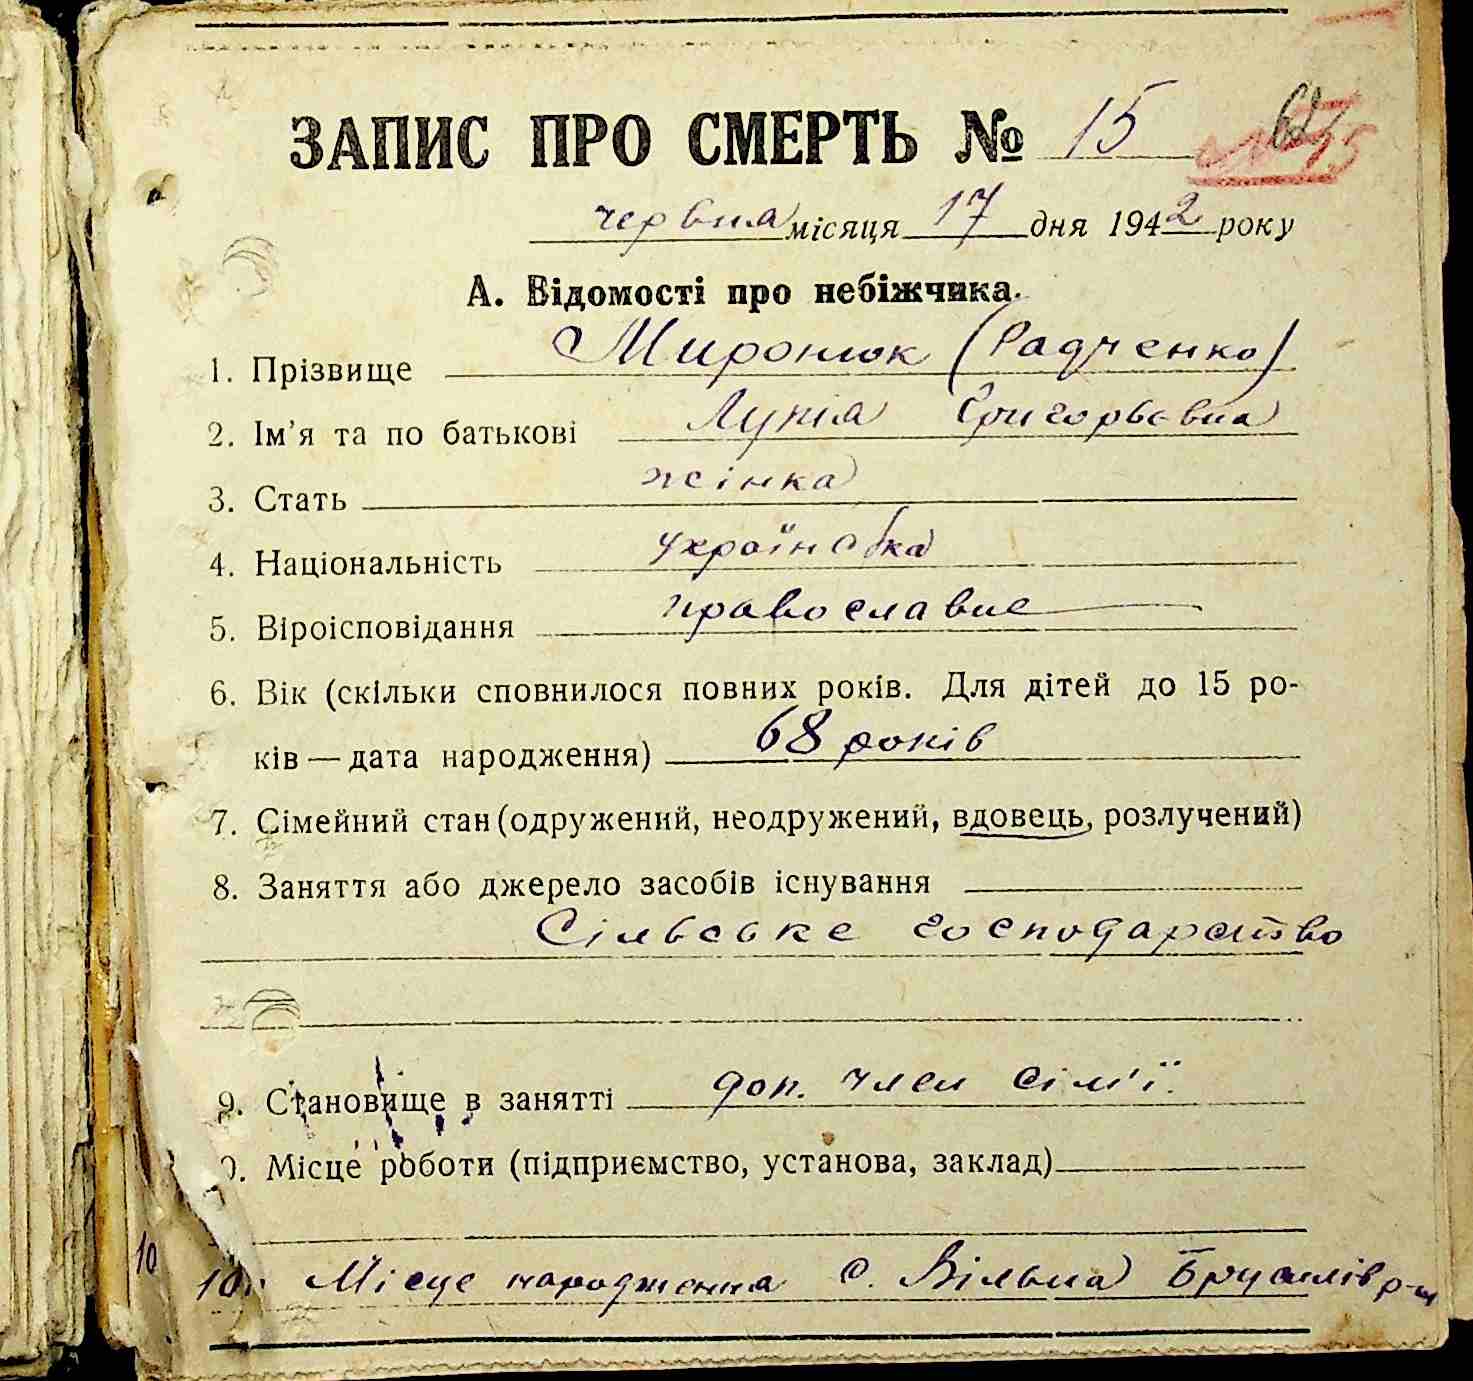 ЗАПИС ПРО СМЕРТЬ № 15
червня місяця 17 дня 1942 року
А. Відомості про небіжчика.
1. Прізвище Миронюк (Радченко)
2. Ім'я та по батькові Григорьевна
3. Стать жінка
4. Національність українка
5. Віроісповідання православне
6. Вік (скільки сповнилося повних років. Для дітей до 15 ро-
ків — дата народження) 68 років
7. Сімейний стан (одружений, неодружений, вдовець, розлучений)
8. Заняття або джерело засобів існування
Сільське господарство
9. Становище в занятті доп. член сім'ї.
0. Місце роботи (підприємство, установа, заклад)
10
10. Місце народження с. Вільна Брусилів р-н